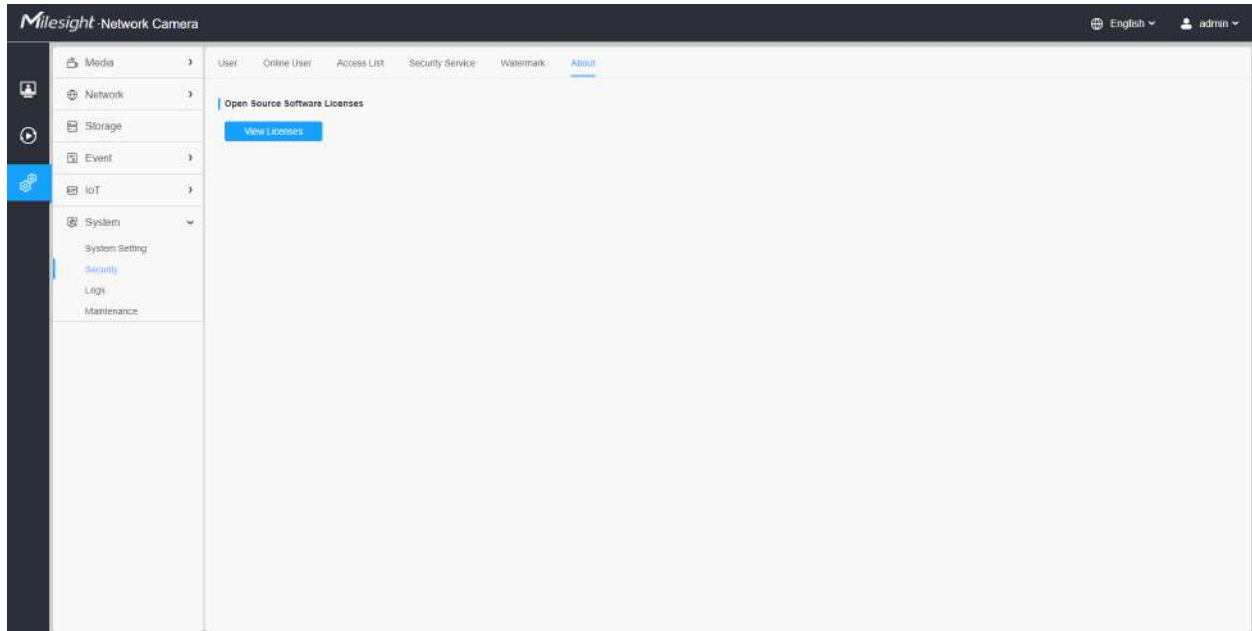 Milesight·Network Camera
English
admin
Media
Network
Storage
Event
IoT
System
System Setting
Security
Logs
Maintenance
User Online User Access List Security Service Watermark About
Open Source Software Licenses
View Licenses